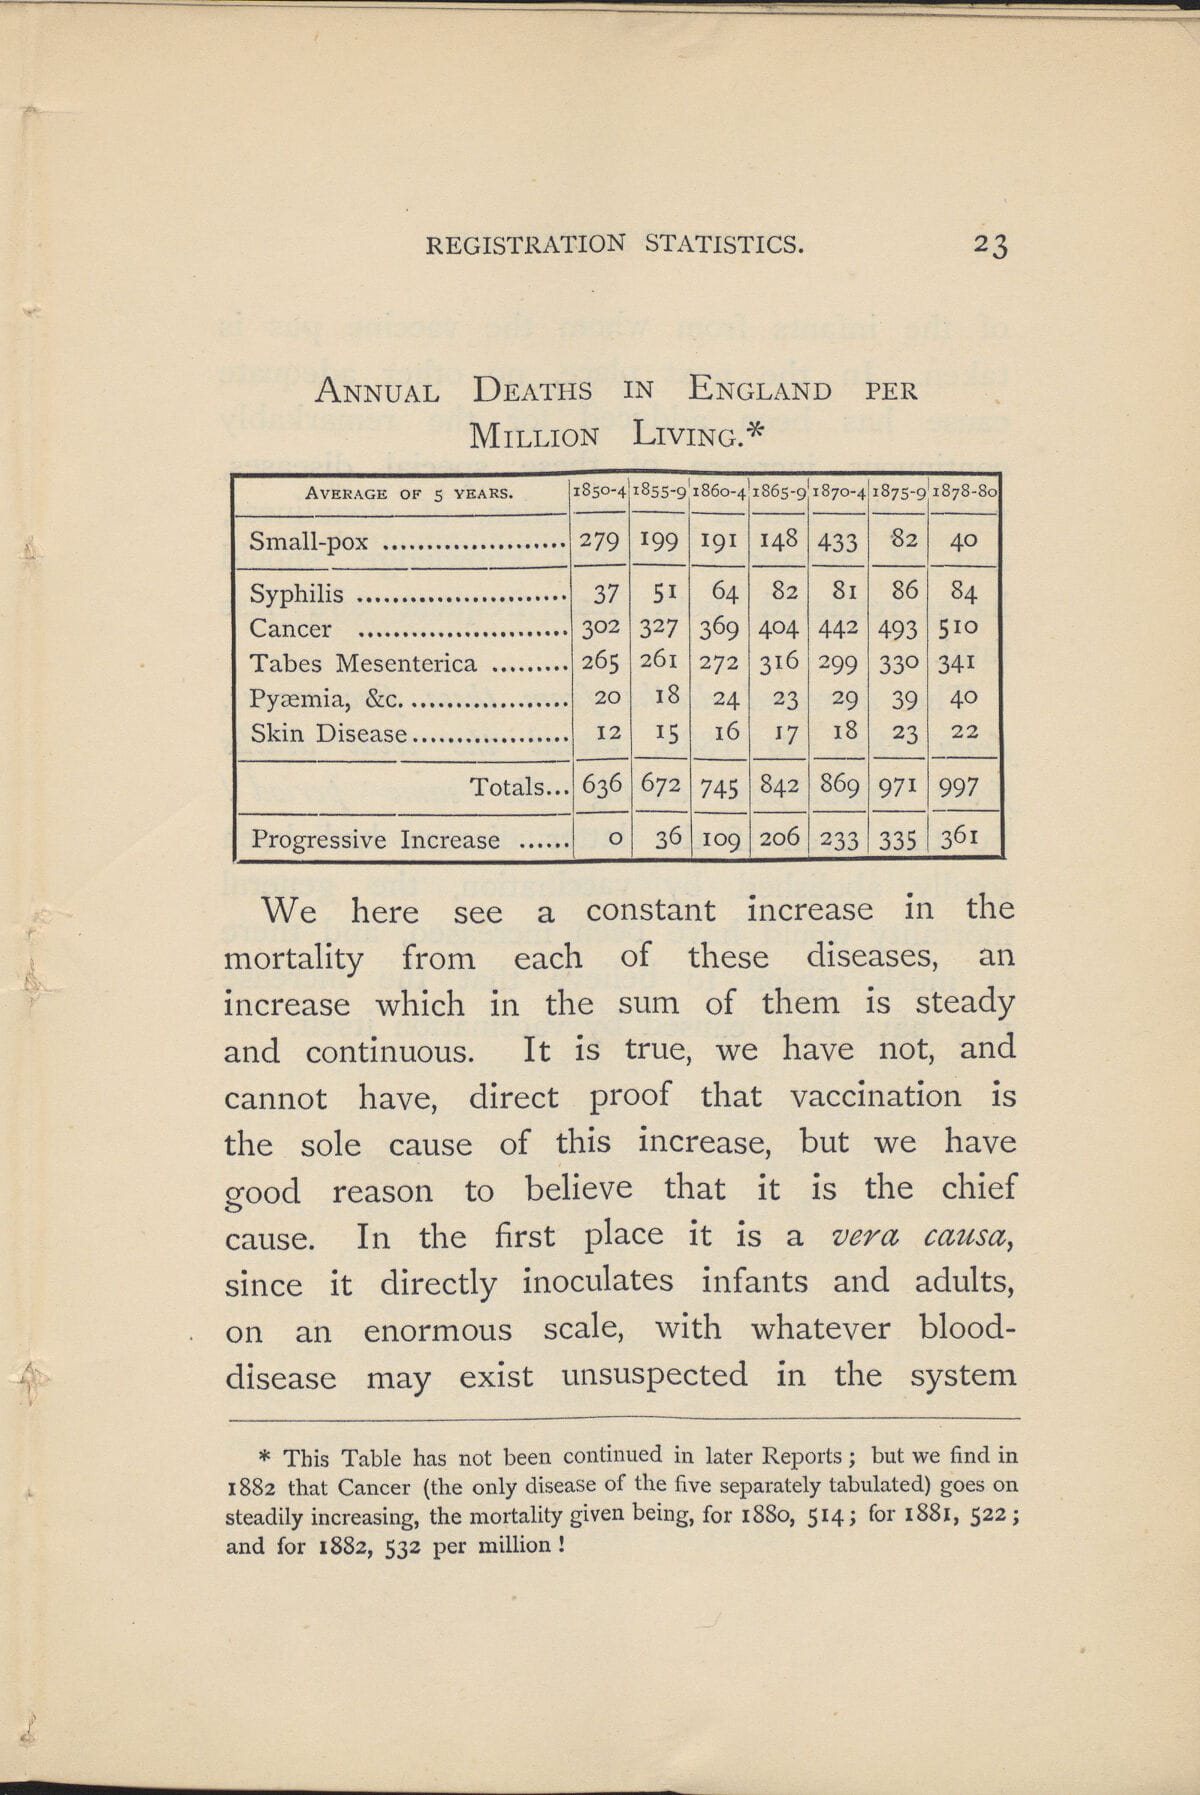 REGISTRATION STATISTICS. 23
ANNUAL DEATHS IN ENGLAND PER
MILLION LIVING.*
AVERAGE OF 5 YEARS. 1850-4 1855-9 1860-4 1865-9 1870-4 1875-9 1878-80
Small-pox ..................... 279 199 191 148 433 82 40
Syphilis ........................ 37 51 64 82 81 86 84
Cancer ........................ 302 327 369 404 442 493 510
Tabes Mesenterica ......... 265 261 272 316 299 330 341
Pyæmia, &c. .................. 20 18 24 23 29 39 40
Skin Disease.................. 12 15 16 17 18 23 22
Totals... 636 672 745 842 869 971 997
Progressive Increase ...... 0 36 109 206 233 335 361
We here see a constant increase in the
mortality from each of these diseases, an
increase which in the sum of them is steady
and continuous. It is true, we have not, and
cannot have, direct proof that vaccination is
the sole cause of this increase, but we have
good reason to believe that it is the chief
cause. In the first place it is a vera causa,
since it directly inoculates infants and adults,
on an enormous scale, with whatever blood-
disease may exist unsuspected in the system
* This Table has not been continued in later Reports; but we find in
1882 that Cancer (the only disease of the five separately tabulated) goes on
steadily increasing, the mortality given being, for 1880, 514; for 1881, 522;
and for 1882, 532 per million!